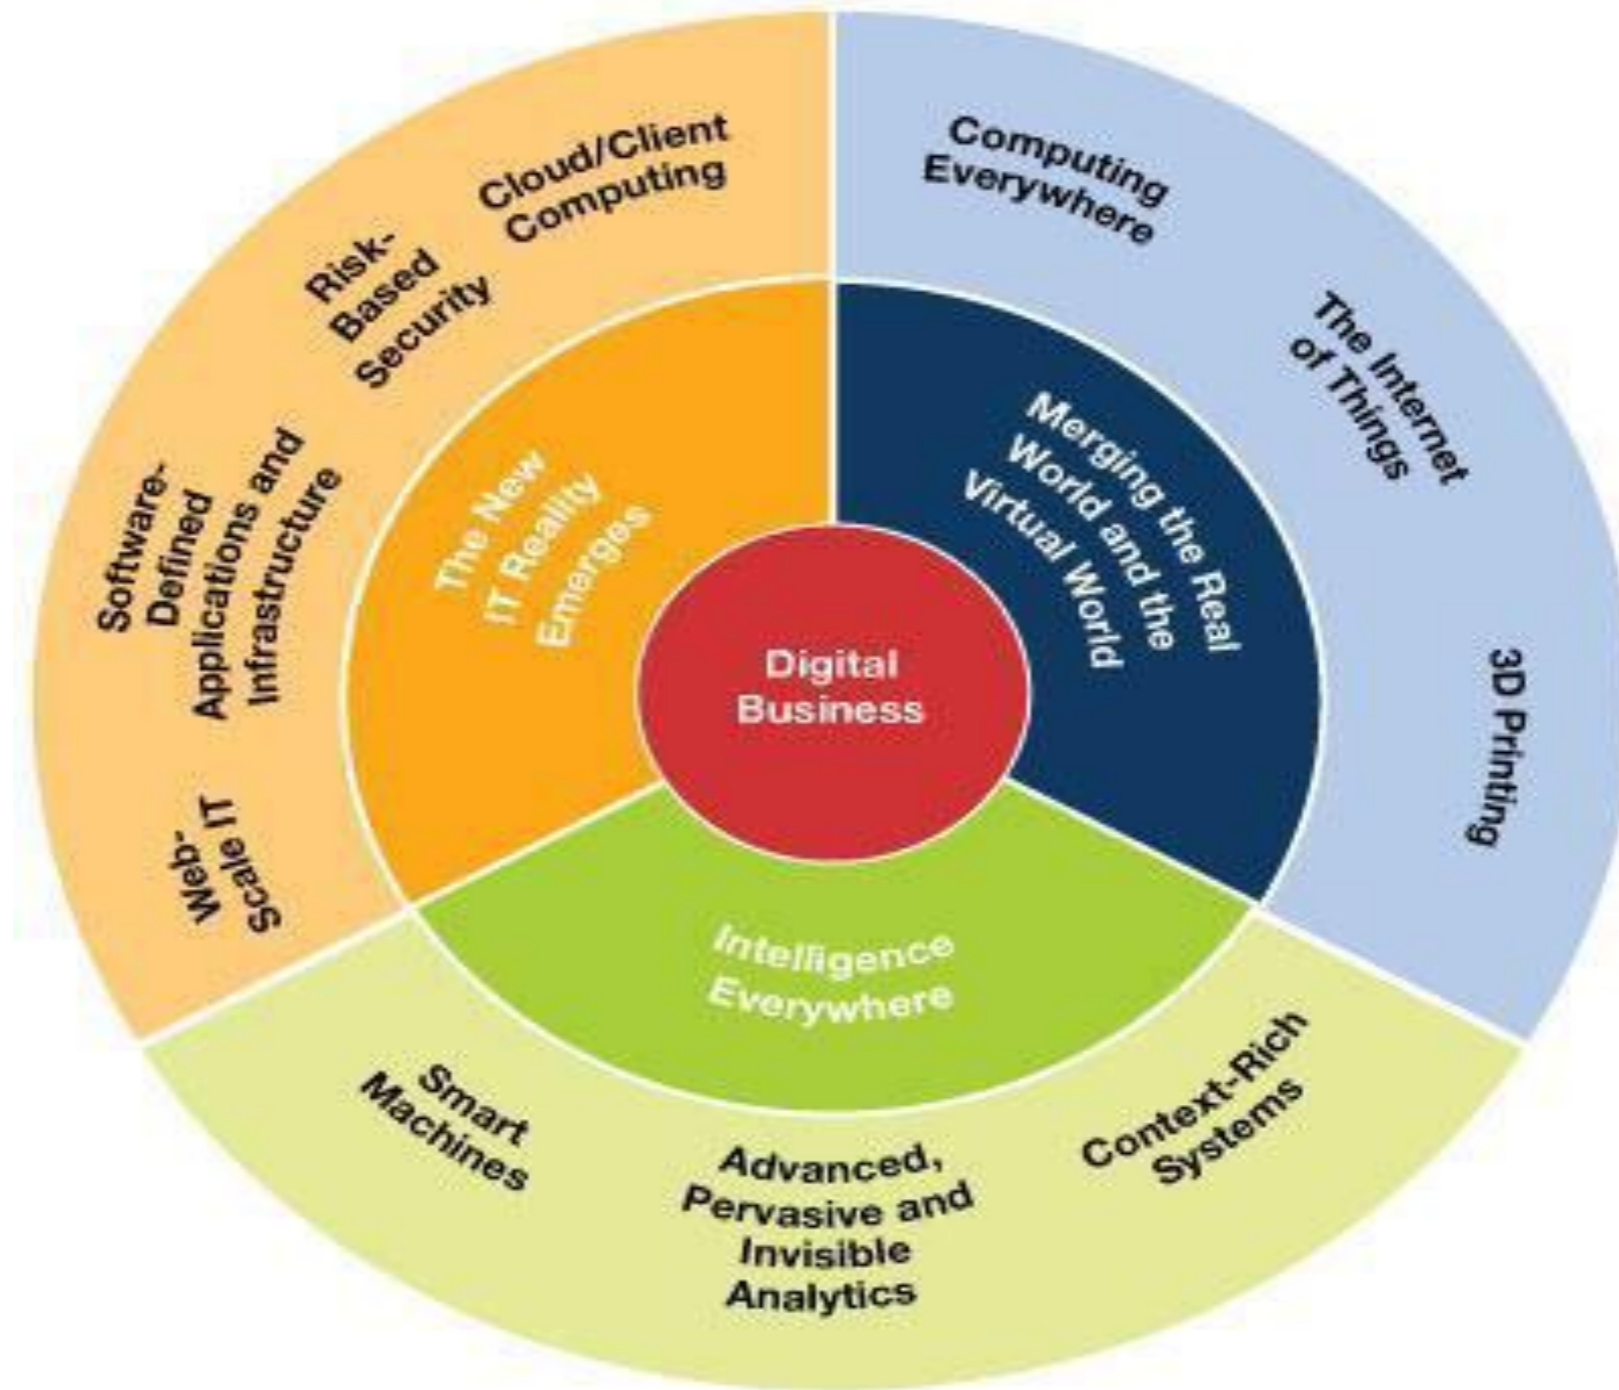 Cloud/Client
Computing
Risk-
Based
Security
Software-
Defined
Applications and
Infrastructure
Web-
Scale IT
The New
IT Reality
Emerges
Computing
Everywhere
The Internet
of Things
3D Printing
Merging the Real
World and the
Virtual World
Digital
Business
Intelligence
Everywhere
Smart
Machines
Advanced,
Pervasive and
Invisible
Analytics
Context-Rich
Systems